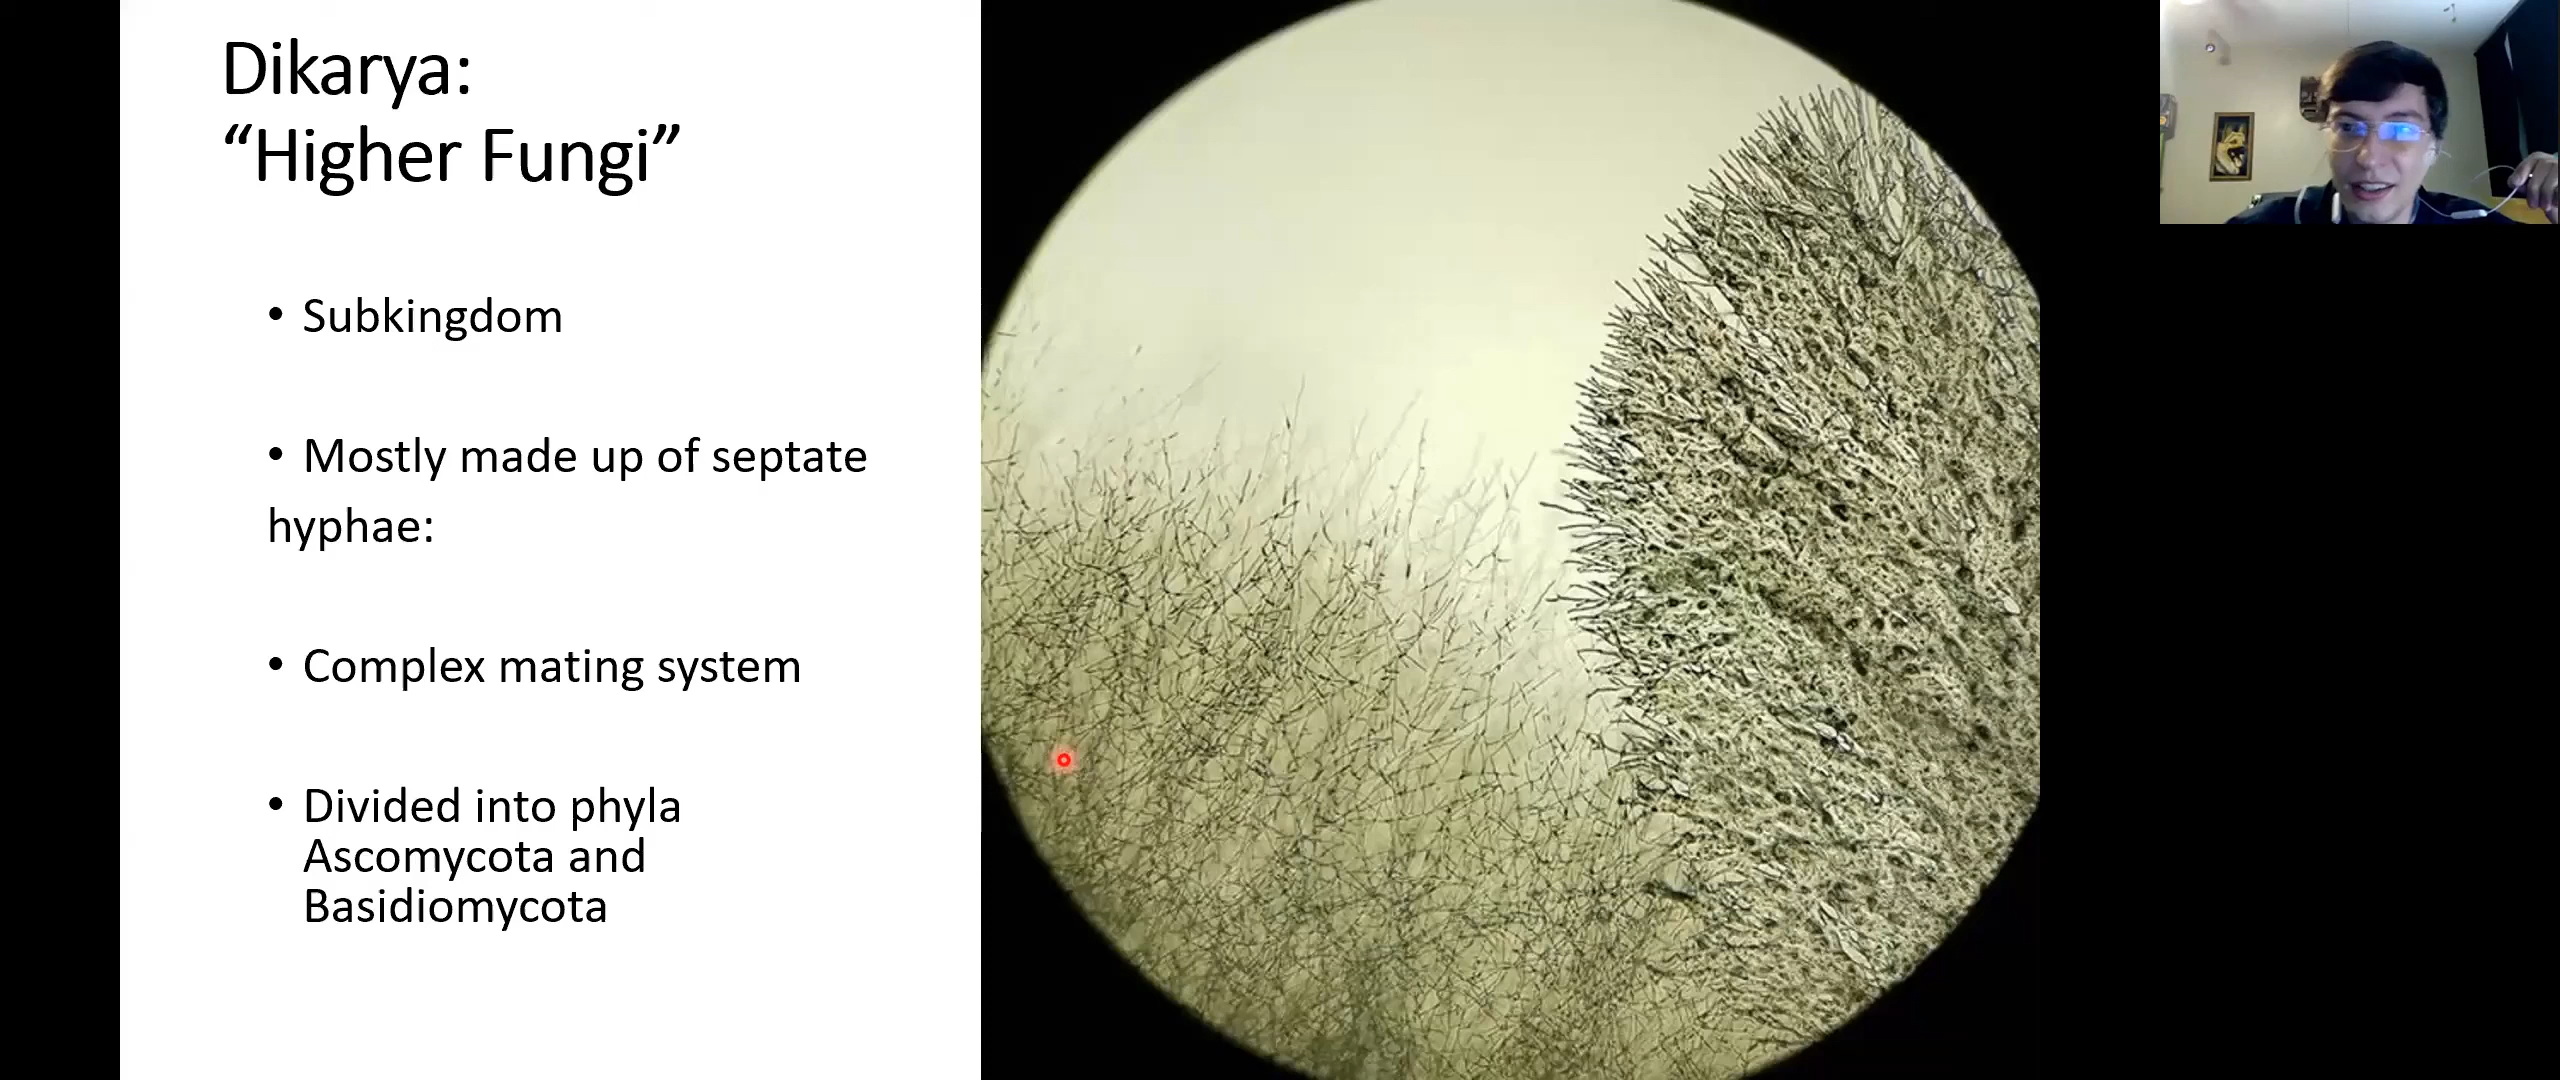 Dikarya:
“Higher Fungi”
• Subkingdom
• Mostly made up of septate
hyphae:
• Complex mating system
• Divided into phyla
Ascomycota and
Basidiomycota